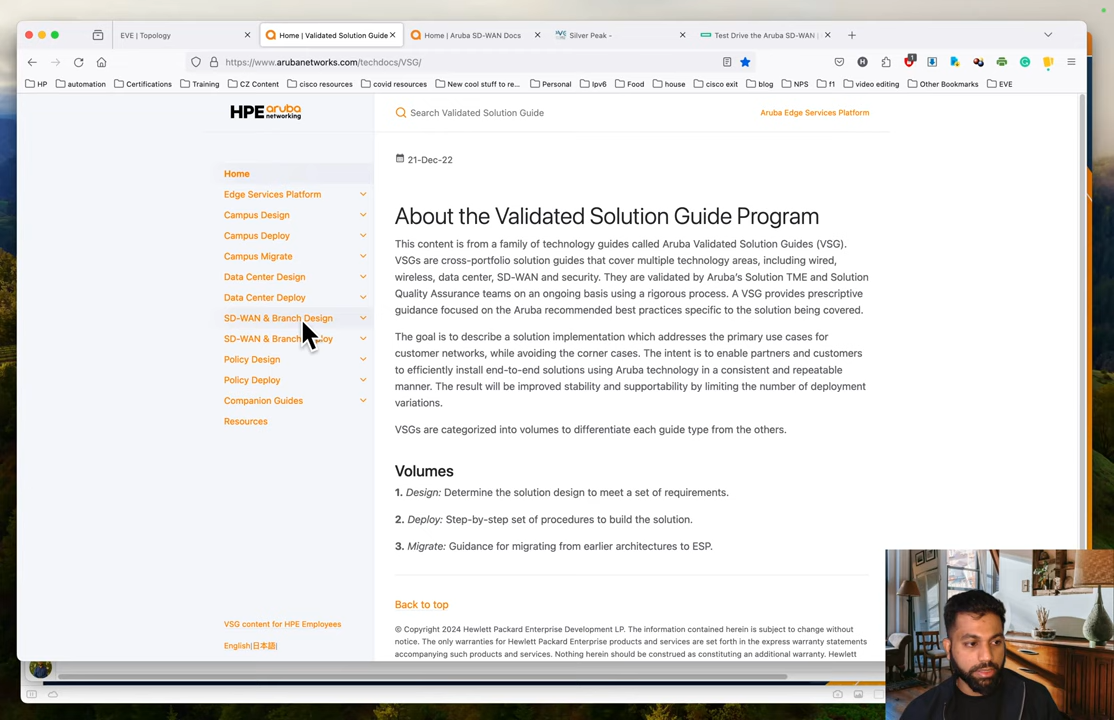 EVE | Topology
Home | Validated Solution Guide
Home | Aruba SD-WAN Docs
Silver Peak -
Test Drive the Aruba SD-WAN |
https://www.arubanetworks.com/techdocs/VSG/
HP
automation
Certifications
Training
CZ Content
cisco resources
covid resources
New cool stuff to re...
Personal
Ipv6
Food
house
cisco exit
blog
NPS
f1
video editing
Other Bookmarks
EVE
HPE aruba networking
Search Validated Solution Guide
Aruba Edge Services Platform
Home
Edge Services Platform
Campus Design
Campus Deploy
Campus Migrate
Data Center Design
Data Center Deploy
SD-WAN & Branch Design
SD-WAN & Branch
Policy Design
Policy Deploy
Companion Guides
Resources
VSG content for HPE Employees
English|日本語|
21-Dec-22
About the Validated Solution Guide Program
This content is from a family of technology guides called Aruba Validated Solution Guides (VSG).
VSGs are cross-portfolio solution guides that cover multiple technology areas, including wired,
wireless, data center, SD-WAN and security. They are validated by Aruba's Solution TME and Solution
Quality Assurance teams on an ongoing basis using a rigorous process. A VSG provides prescriptive
guidance focused on the Aruba recommended best practices specific to the solution being covered.
The goal is to describe a solution implementation which addresses the primary use cases for
customer networks, while avoiding the corner cases. The intent is to enable partners and customers
to efficiently install end-to-end solutions using Aruba technology in a consistent and repeatable
manner. The result will be improved stability and supportability by limiting the number of deployment
variations.
VSGs are categorized into volumes to differentiate each guide type from the others.
Volumes
1. Design: Determine the solution design to meet a set of requirements.
2. Deploy: Step-by-step set of procedures to build the solution.
3. Migrate: Guidance for migrating from earlier architectures to ESP.
Back to top
© Copyright 2024 Hewlett Packard Enterprise Development LP. The information contained herein is subject to change without
notice. The only warranties for Hewlett Packard Enterprise products and services are set forth in the express warranty statements
accompanying such products and services. Nothing herein should be construed as constituting an additional warranty. Hewlett